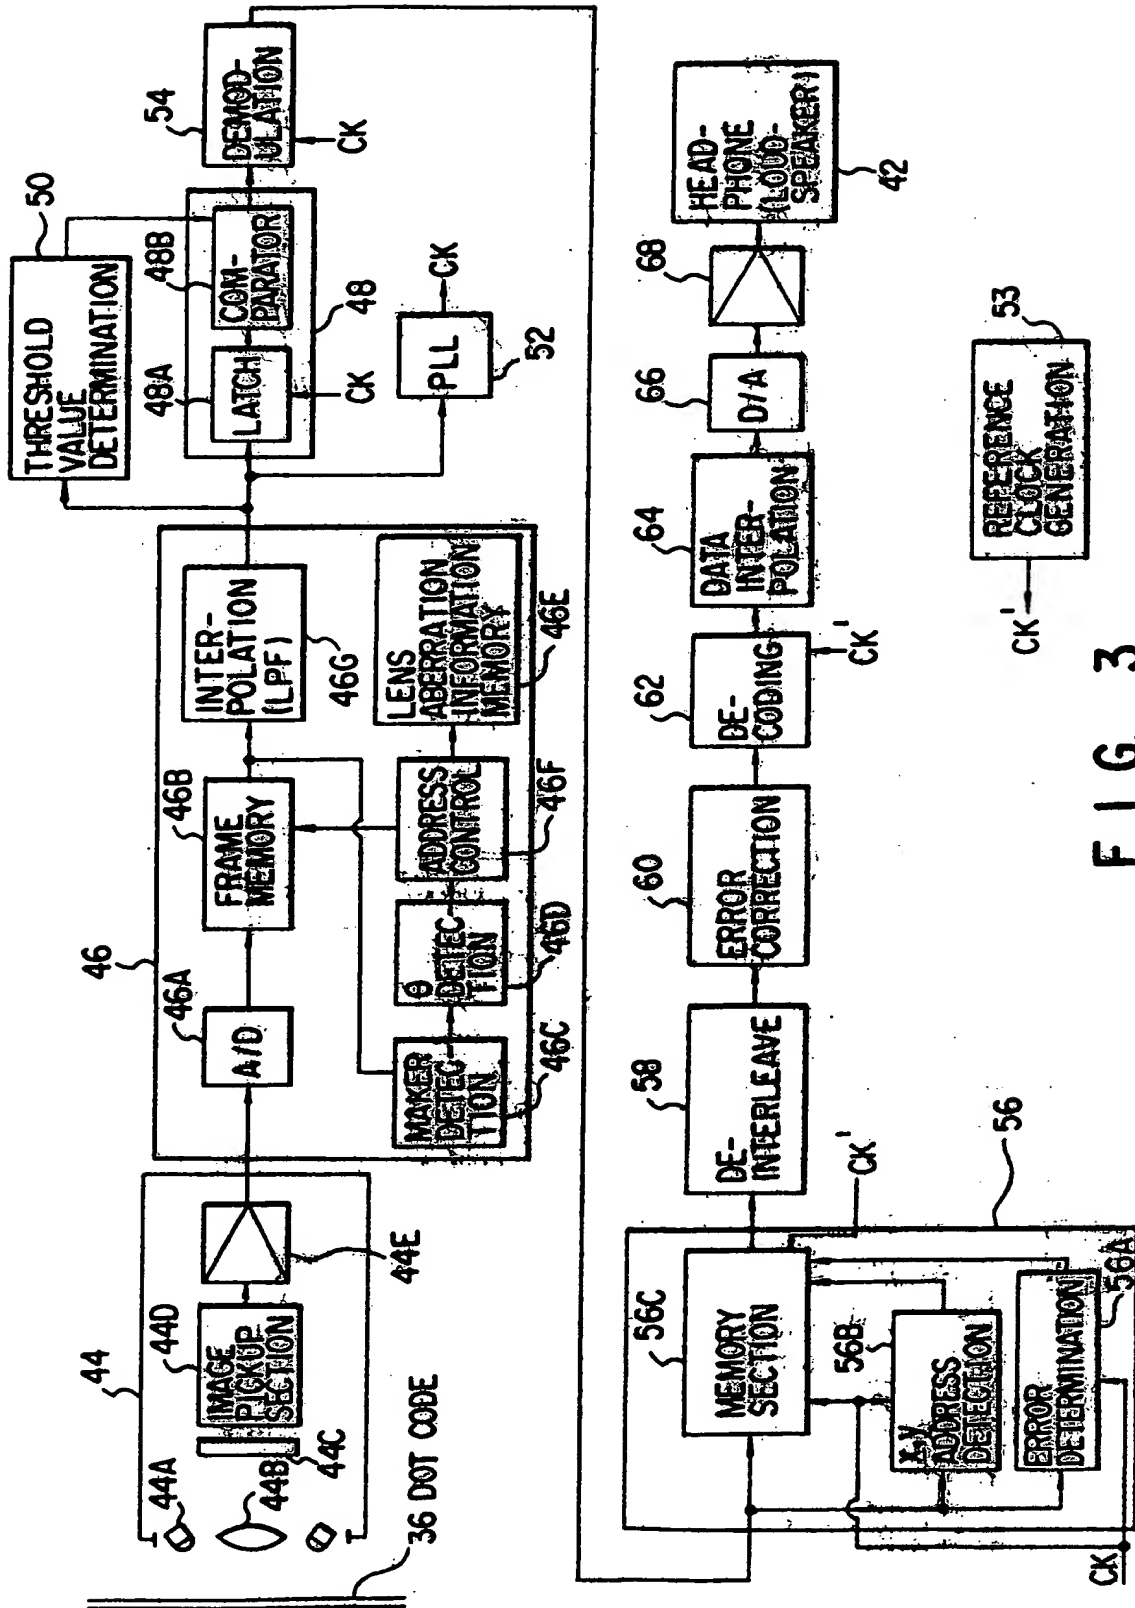 36 DOT CODE
44
44A
44B
44C
44D
IMAGE
PICKUP
SECTION
44E
46
46A
A/D
46B
FRAME
MEMORY
INTER-
POLATION
(LPF)
46G
MAKER
DETEC
TION
46C
θ
DETEC
TION
46D
ADDRESS
CONTROL
46F
LENS
ABERRATION
INFORMATION
MEMORY
46E
THRESHOLD
VALUE
DETERMINATION
50
48A
LATCH
CK
48B
COM-
PARATOR
48
PLL
52
CK
54
DEMOD-
ULATION
CK
CK
56C
MEMORY
SECTION
56B
X,Y
ADDRESS
DETECTION
ERROR
DETERMINATION
56A
56
CK'
58
DE-
INTERLEAVE
60
ERROR
CORRECTION
62
DE-
CODING
CK'
64
DATA
INTER-
POLATION
66
D/A
68
HEAD-
PHONE
(LOUD-
SPEAKER)
42
CK'
REFERENCE
CLOCK
GENERATION
53
FIG. 3